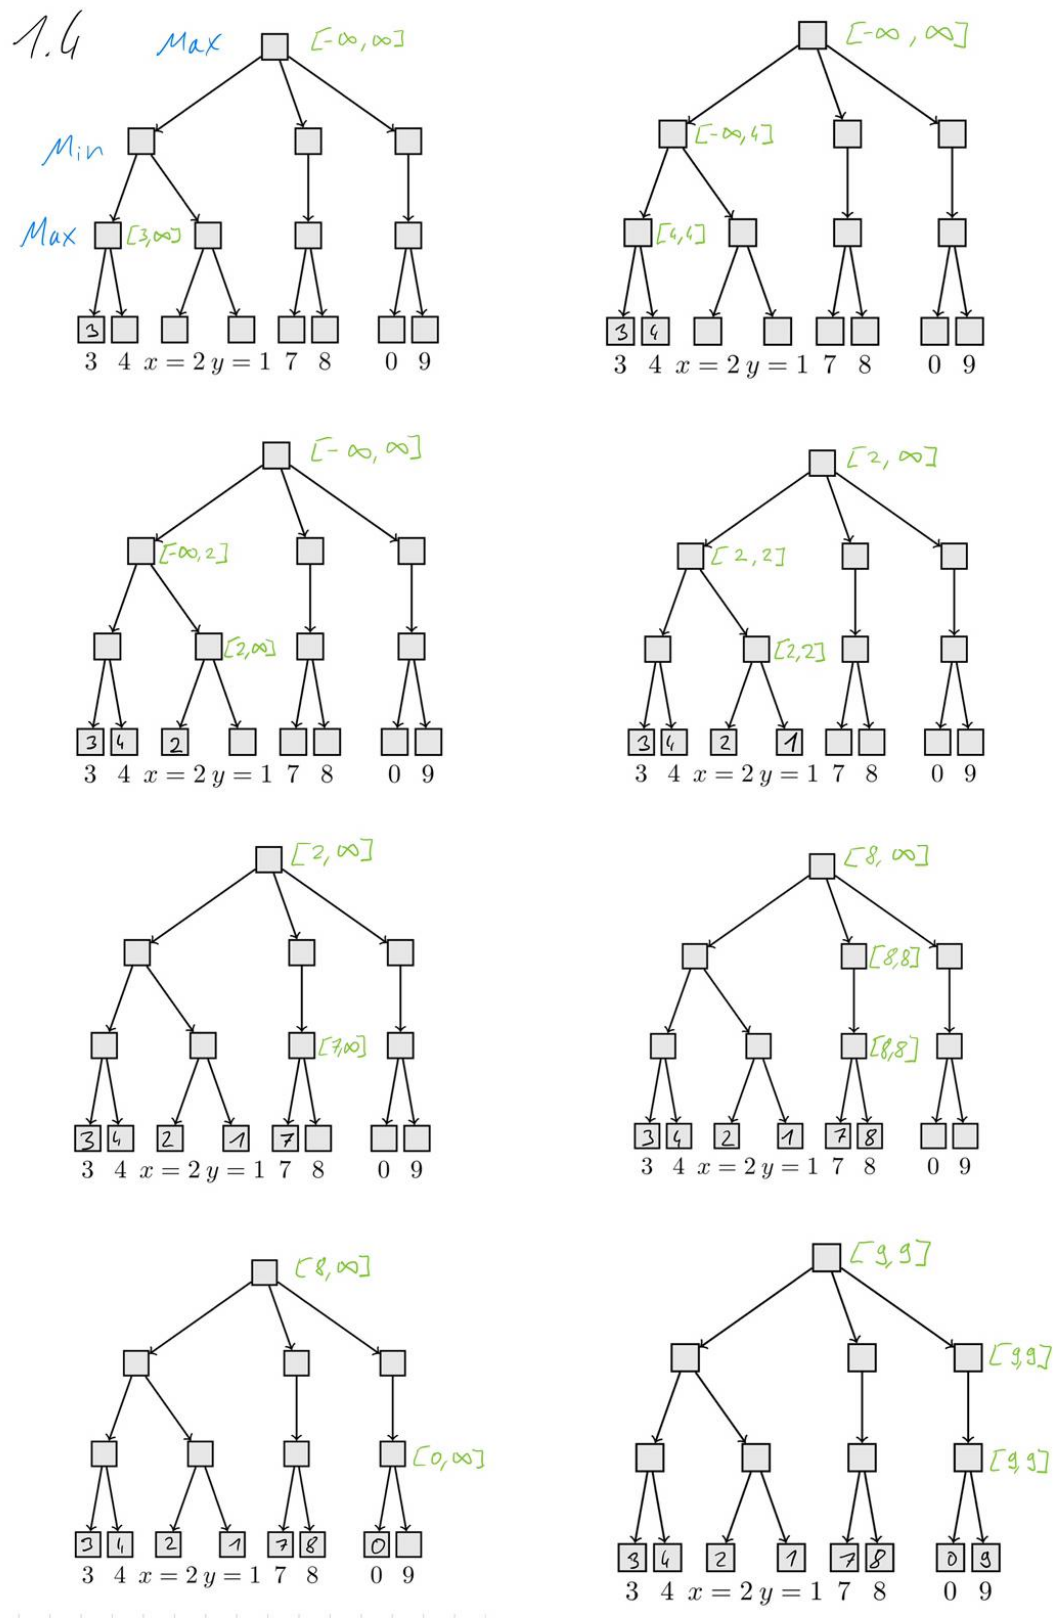 1.4 Max [-∞, ∞]
Min
Max [3,∞]
3
3 4 x = 2 y = 1 7 8 0 9
[-∞, ∞]
[-∞,4]
[4,4]
3 4
3 4 x = 2 y = 1 7 8 0 9
[-∞, ∞]
[-∞,2]
[2,∞]
3 4 2
3 4 x = 2 y = 1 7 8 0 9
[2, ∞]
[2,2]
[2,2]
3 4 2 1
3 4 x = 2 y = 1 7 8 0 9
[2, ∞]
[7,∞]
3 4 2 1 7
3 4 x = 2 y = 1 7 8 0 9
[8, ∞]
[8,8]
[8,8]
3 4 2 1 7 8
3 4 x = 2 y = 1 7 8 0 9
[8,∞]
[0,∞]
3 4 2 1 7 8 0
3 4 x = 2 y = 1 7 8 0 9
[9,9]
[9,9]
[9,9]
3 4 2 1 7 8 0 9
3 4 x = 2 y = 1 7 8 0 9